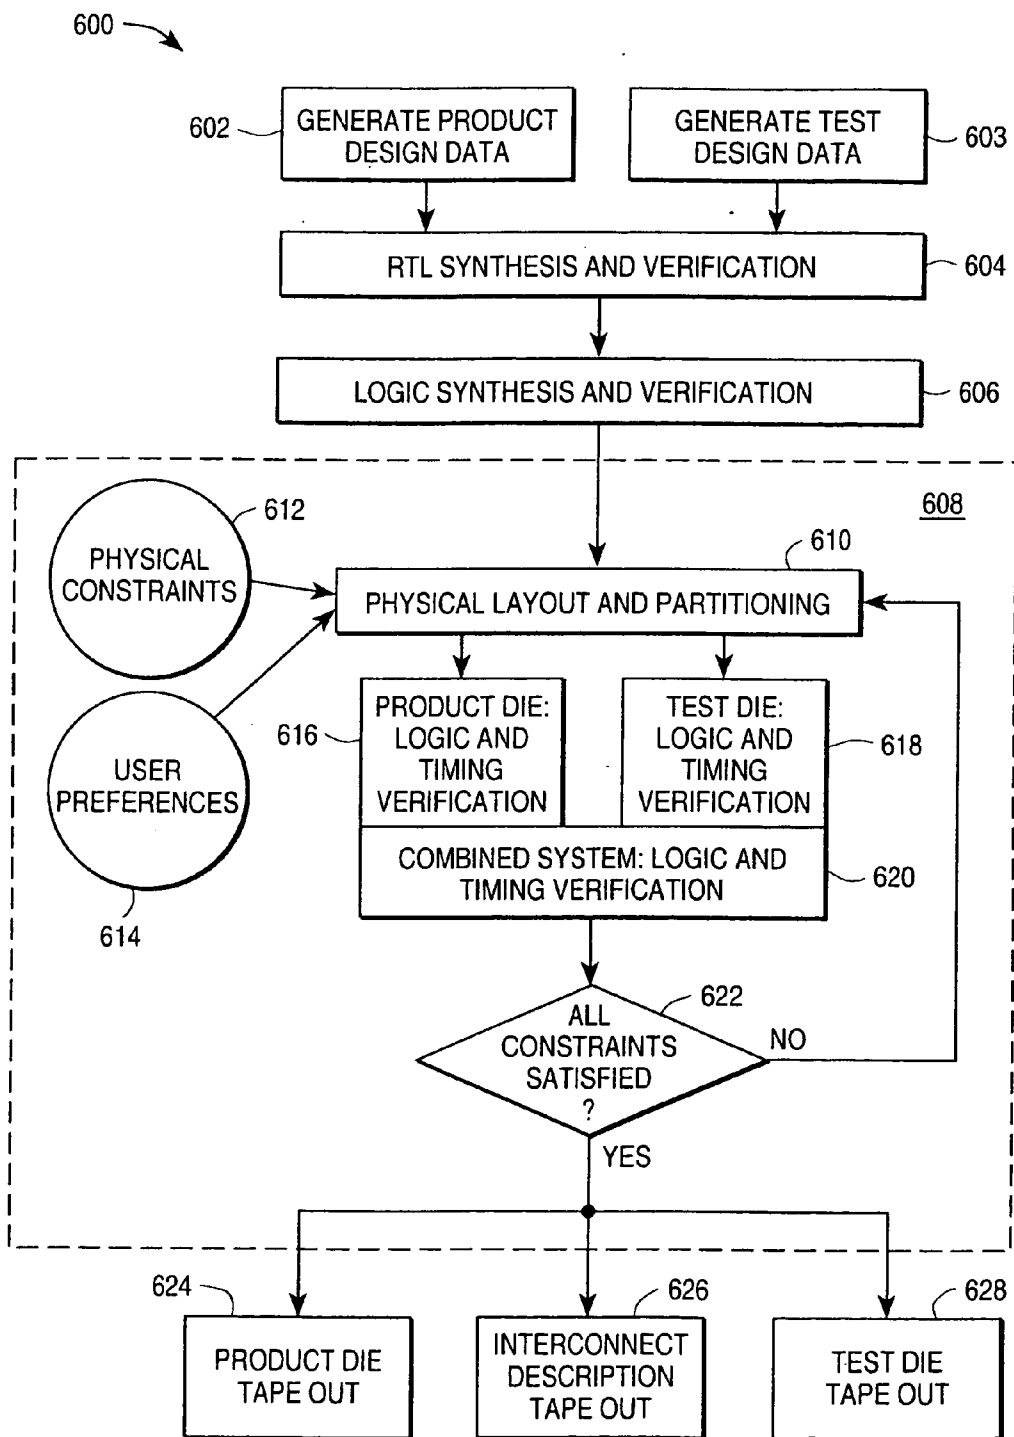 600
602
GENERATE PRODUCT
DESIGN DATA
GENERATE TEST
DESIGN DATA
603
RTL SYNTHESIS AND VERIFICATION
604
LOGIC SYNTHESIS AND VERIFICATION
606
608
612
PHYSICAL
CONSTRAINTS
610
PHYSICAL LAYOUT AND PARTITIONING
616
PRODUCT DIE:
LOGIC AND
TIMING
VERIFICATION
TEST DIE:
LOGIC AND
TIMING
VERIFICATION
618
USER
PREFERENCES
614
COMBINED SYSTEM: LOGIC AND
TIMING VERIFICATION
620
622
ALL
CONSTRAINTS
SATISFIED
?
NO
YES
624
PRODUCT DIE
TAPE OUT
626
INTERCONNECT
DESCRIPTION
TAPE OUT
628
TEST DIE
TAPE OUT